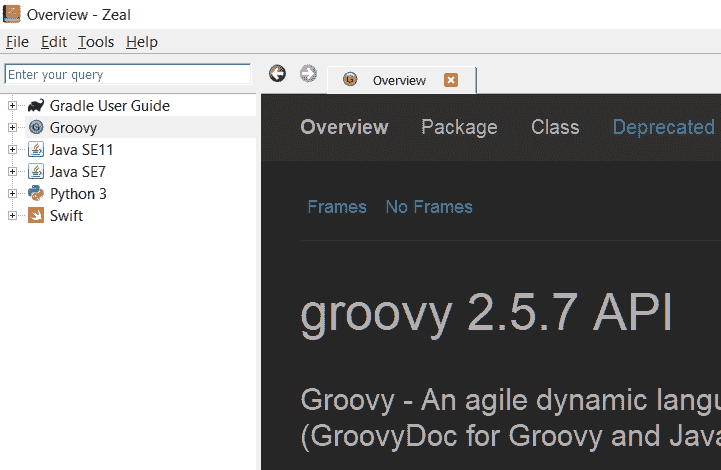 Overview - Zeal
File Edit Tools Help
Enter your query
Overview
Gradle User Guide
Groovy
Java SE11
Java SE7
Python 3
Swift
Overview Package Class Deprecated
Frames No Frames
groovy 2.5.7 API
Groovy - An agile dynamic langu
(GroovyDoc for Groovy and Java